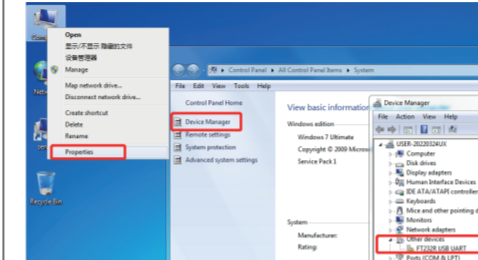 Open
显示/不显示 隐藏的文件
设备管理器
Manage
Map network drive...
Disconnect network drive...
Create shortcut
Delete
Rename
Properties
Recycle Bin
Control Panel
All Control Panel Items
System
File Edit View Tools Help
Control Panel Home
Device Manager
Remote settings
System protection
Advanced system settings
View basic information
Windows edition
Windows 7 Ultimate
Copyright © 2009 Micros
Service Pack 1
System
Manufacturer:
Rating:
Device Manager
File Action View Help
USER-20220324UX
Computer
Disk drives
Display adapters
Human Interface Devices
IDE ATA/ATAPI controller
Keyboards
Mice and other pointing d
Monitors
Network adapters
Other devices
FT232R USB UART
Ports (COM & LPT)